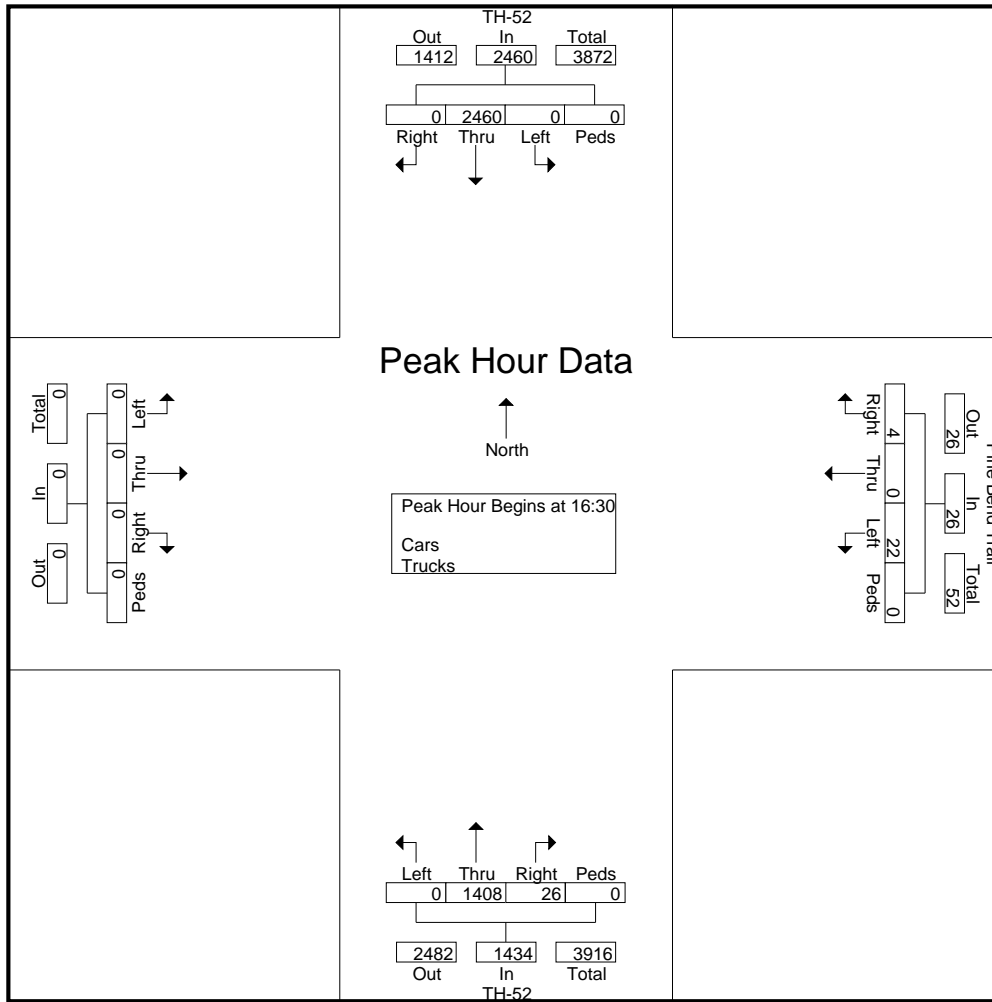 TH-52
Out In Total
1412 2460 3872
0 2460 0 0
Right Thru Left Peds
Peak Hour Data
North
Peak Hour Begins at 16:30
Cars
Trucks
Total In Out
0 0 0
0 0 0 0
Left Thru Right Peds
Pine Bend Trail
Out In Total
26 26 52
4 0 22 0
Right Thru Left Peds
Left Thru Right Peds
0 1408 26 0
2482 1434 3916
Out In Total
TH-52